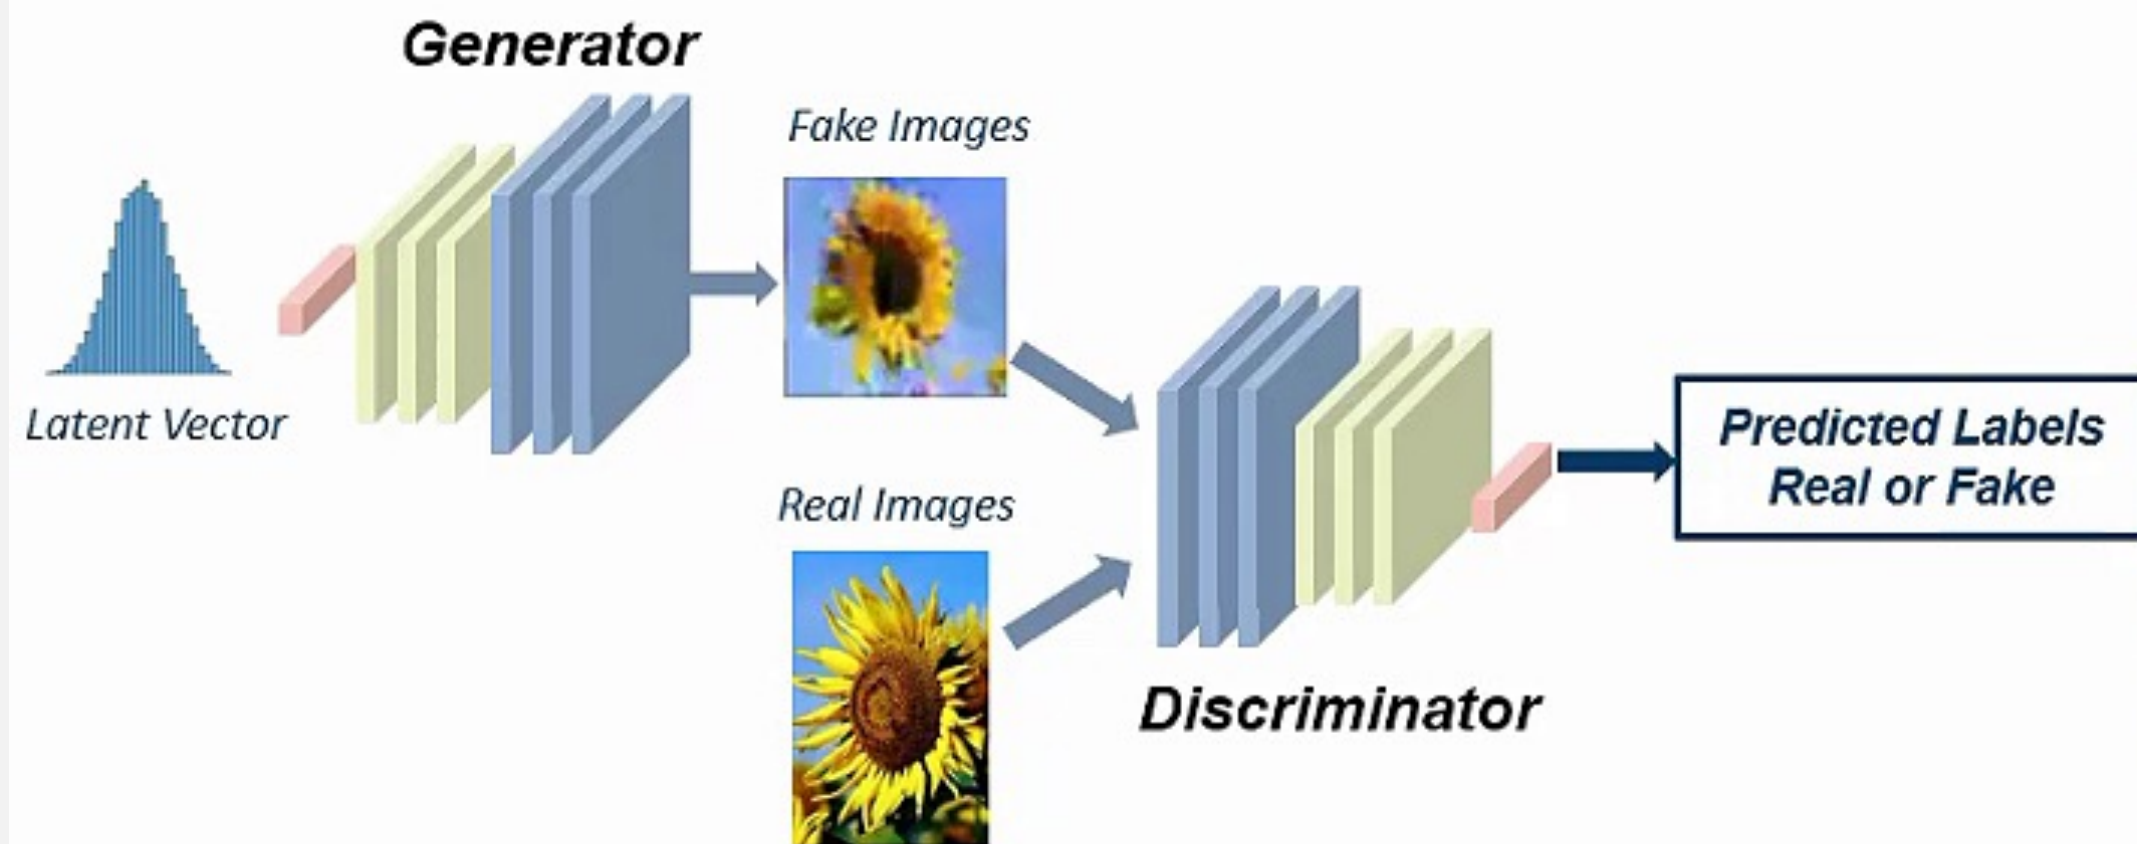 Generator
Fake Images
Latent Vector
Real Images
Predicted Labels
Real or Fake
Discriminator